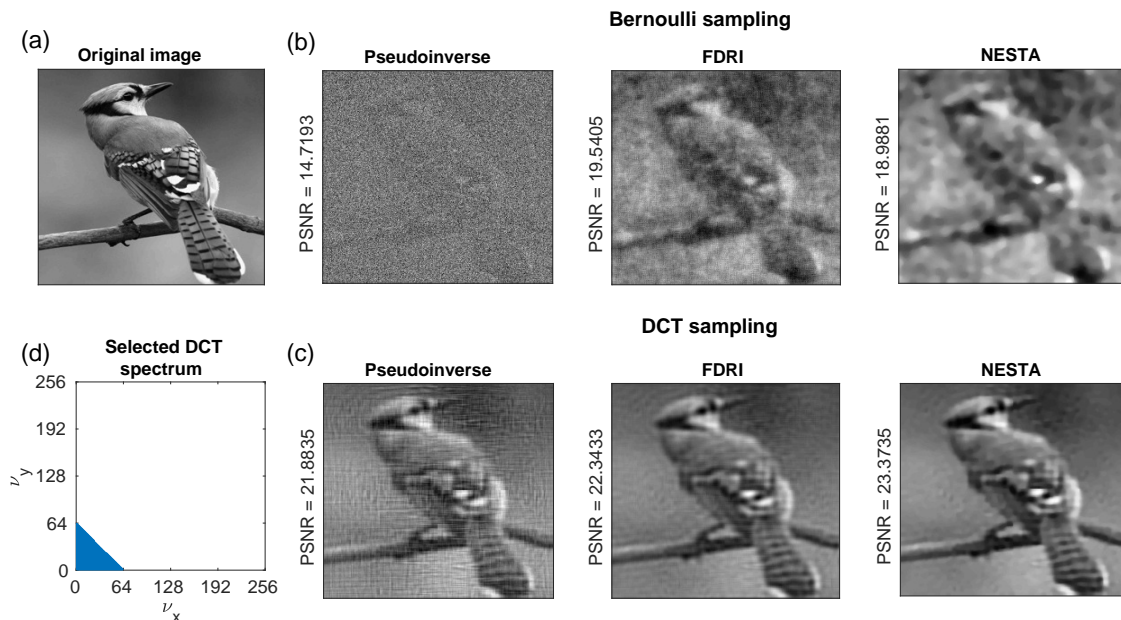 Bernoulli sampling
(a)
Original image
(b)
Pseudoinverse
FDRI
NESTA
PSNR = 14.7193
PSNR = 19.5405
PSNR = 18.9881
DCT sampling
(d)
Selected DCT
spectrum
(c)
Pseudoinverse
FDRI
NESTA
PSNR = 21.8835
PSNR = 22.3433
PSNR = 23.3735
256
192
128
64
0
ν_y
0 64 128 192 256
ν_x